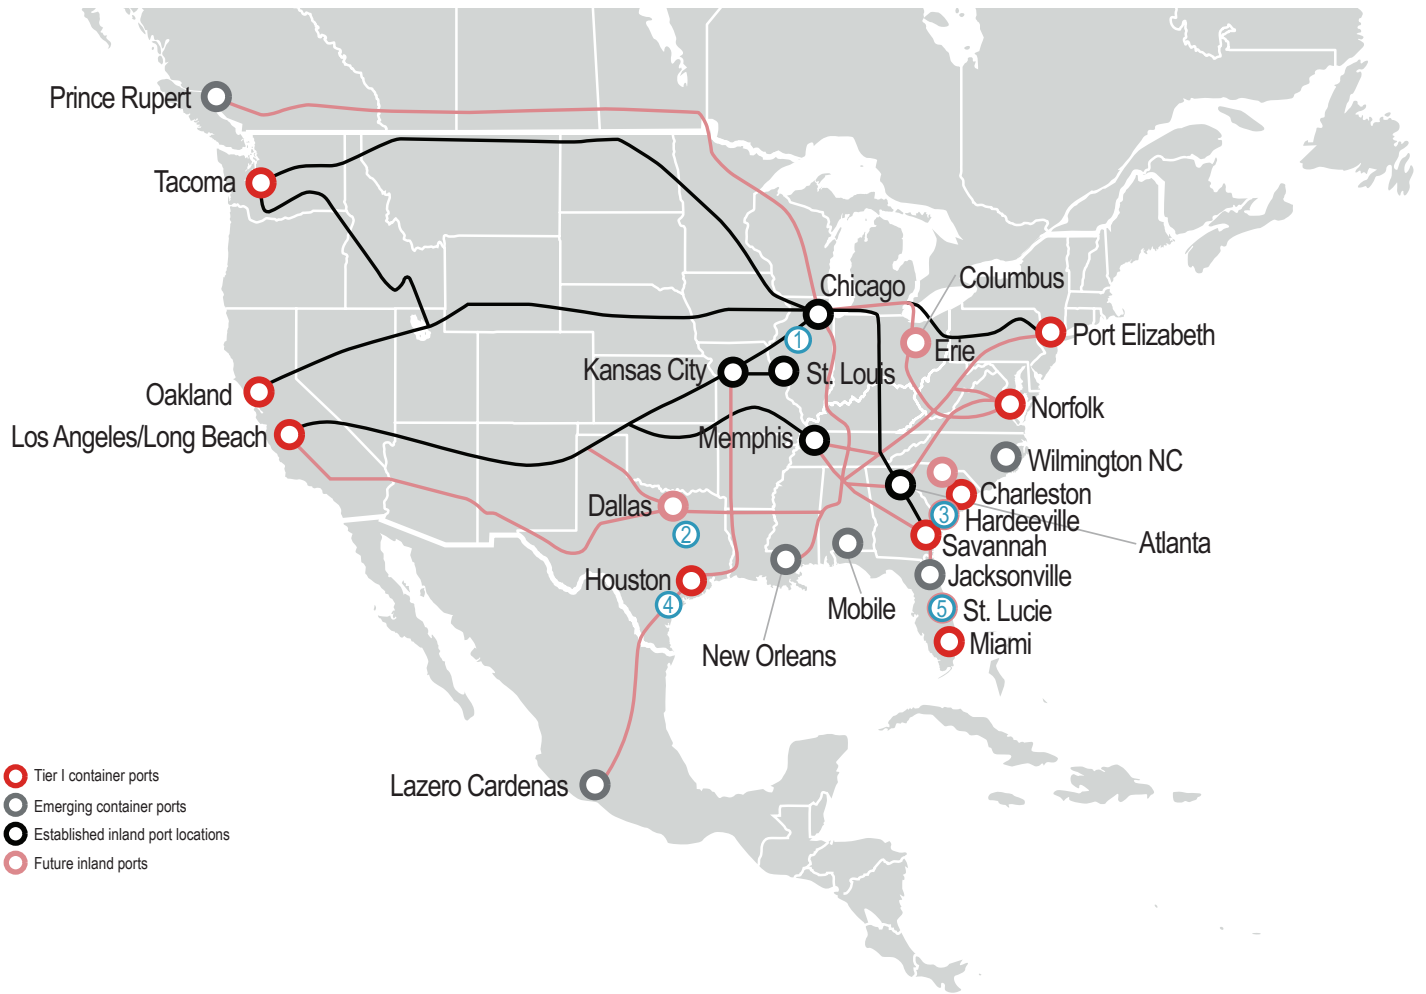 Prince Rupert
Tacoma
Chicago
Columbus
Port Elizabeth
Erie
Kansas City
1
St. Louis
Oakland
Norfolk
Los Angeles/Long Beach
Memphis
Wilmington NC
Charleston
Dallas
3
Hardeeville
2
Savannah
Atlanta
Houston
Jacksonville
4
Mobile
5
St. Lucie
New Orleans
Miami
Lazero Cardenas
Tier I container ports
Emerging container ports
Established inland port locations
Future inland ports